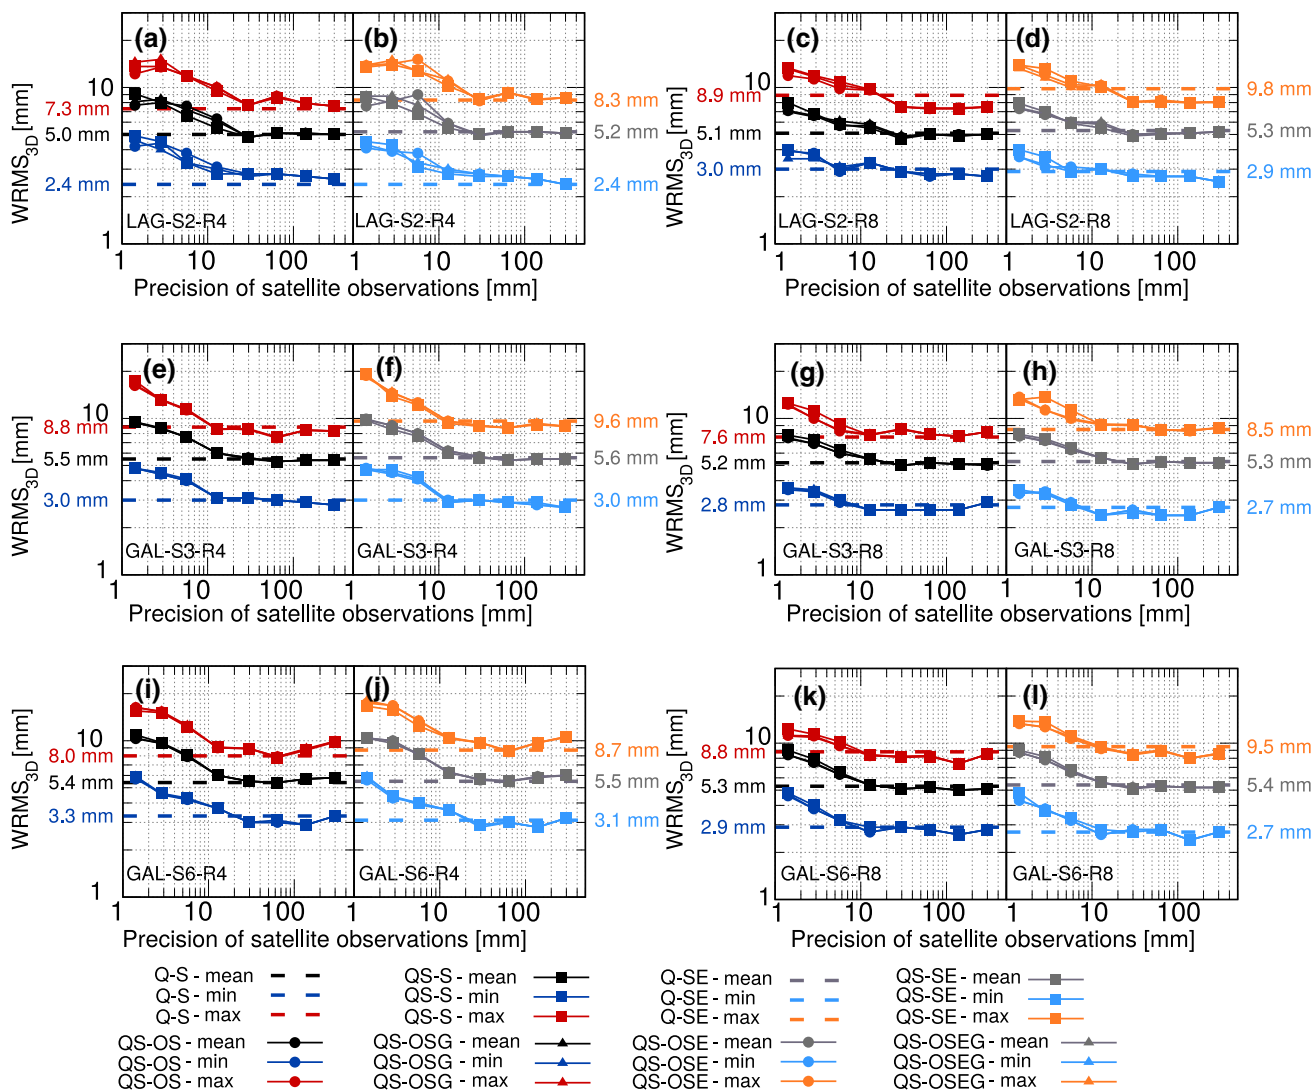 (a) (b) (c) (d)
WRMS3D [mm]
10
7.3 mm
5.0 mm
2.4 mm
1
8.3 mm
5.2 mm
2.4 mm
LAG-S2-R4 LAG-S2-R4
1 10 100 1 10 100
Precision of satellite observations [mm]
WRMS3D [mm]
10
8.9 mm
5.1 mm
3.0 mm
1
9.8 mm
5.3 mm
2.9 mm
LAG-S2-R8 LAG-S2-R8
1 10 100 1 10 100
Precision of satellite observations [mm]
(e) (f) (g) (h)
WRMS3D [mm]
10
8.8 mm
5.5 mm
3.0 mm
1
9.6 mm
5.6 mm
3.0 mm
GAL-S3-R4 GAL-S3-R4
1 10 100 1 10 100
Precision of satellite observations [mm]
WRMS3D [mm]
10
7.6 mm
5.2 mm
2.8 mm
1
8.5 mm
5.3 mm
2.7 mm
GAL-S3-R8 GAL-S3-R8
1 10 100 1 10 100
Precision of satellite observations [mm]
(i) (j) (k) (l)
WRMS3D [mm]
10
8.0 mm
5.4 mm
3.3 mm
1
8.7 mm
5.5 mm
3.1 mm
GAL-S6-R4 GAL-S6-R4
1 10 100 1 10 100
Precision of satellite observations [mm]
WRMS3D [mm]
10
8.8 mm
5.3 mm
2.9 mm
1
9.5 mm
5.4 mm
2.7 mm
GAL-S6-R8 GAL-S6-R8
1 10 100 1 10 100
Precision of satellite observations [mm]
Q-S - mean QS-S - mean Q-SE - mean QS-SE - mean
Q-S - min QS-S - min Q-SE - min QS-SE - min
Q-S - max QS-S - max Q-SE - max QS-SE - max
QS-OS - mean QS-OSG - mean QS-OSE - mean QS-OSEG - mean
QS-OS - min QS-OSG - min QS-OSE - min QS-OSEG - min
QS-OS - max QS-OSG - max QS-OSE - max QS-OSEG - max